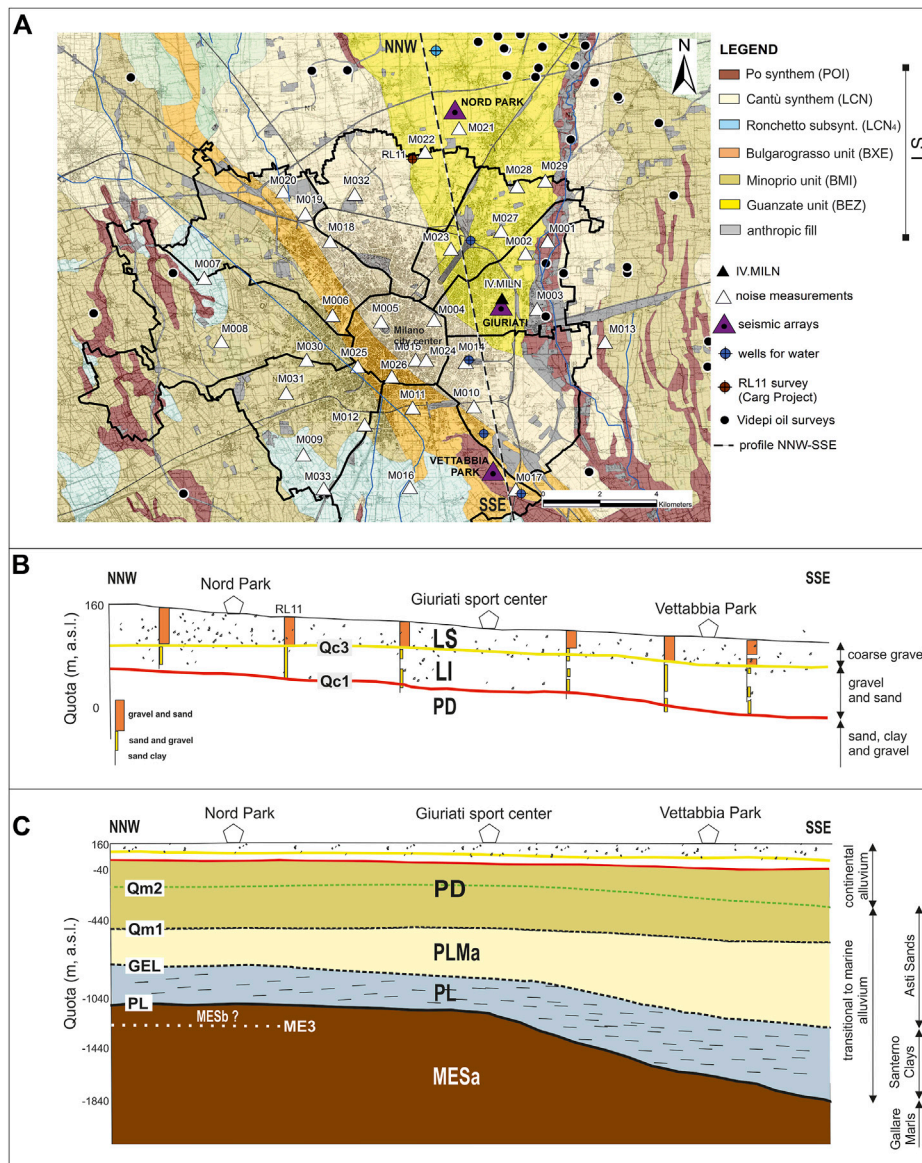 A
NNW
N
NORD PARK
M021
M022
RL11
M029
M028
M020
M032
M019
M027
M018
M023
M002
M001
M007
IV.MILN
GIURIATI
M003
M006
M005
M004
Milano
city center
M013
M008
M030
M025
M015
M024
M014
M026
M031
M011
M010
M012
M009
VETTABBIA
PARK
M033
M016
M017
SSE
0 2 4
Kilometers
LEGEND
Po synthem (POI)
Cantù synthem (LCN)
Ronchetto subsynt. (LCN₄)
Bulgarograsso unit (BXE)
Minoprio unit (BMI)
Guanzate unit (BEZ)
anthropic fill
LS
IV.MILN
noise measurements
seismic arrays
wells for water
RL11 survey
(Carg Project)
Videpi oil surveys
profile NNW-SSE
B
NNW
Nord Park
Giuriati sport center
Vettabbia Park
SSE
Quota (m, a.s.l.)
160
0
RL11
Qc3
LS
LI
Qc1
PD
gravel and sand
sand and gravel
sand clay
coarse gravel
gravel
and sand
sand, clay
and gravel
C
NNW
Nord Park
Giuriati sport center
Vettabbia Park
SSE
Quota (m, a.s.l.)
160
-40
-440
-1040
-1440
-1840
Qm2
PD
Qm1
PLMa
GEL
PL
PL
MESb ?
ME3
MESa
continental
alluvium
transitional to marine
alluvium
Asti Sands
Santerno
Clays
Gallare
Marls